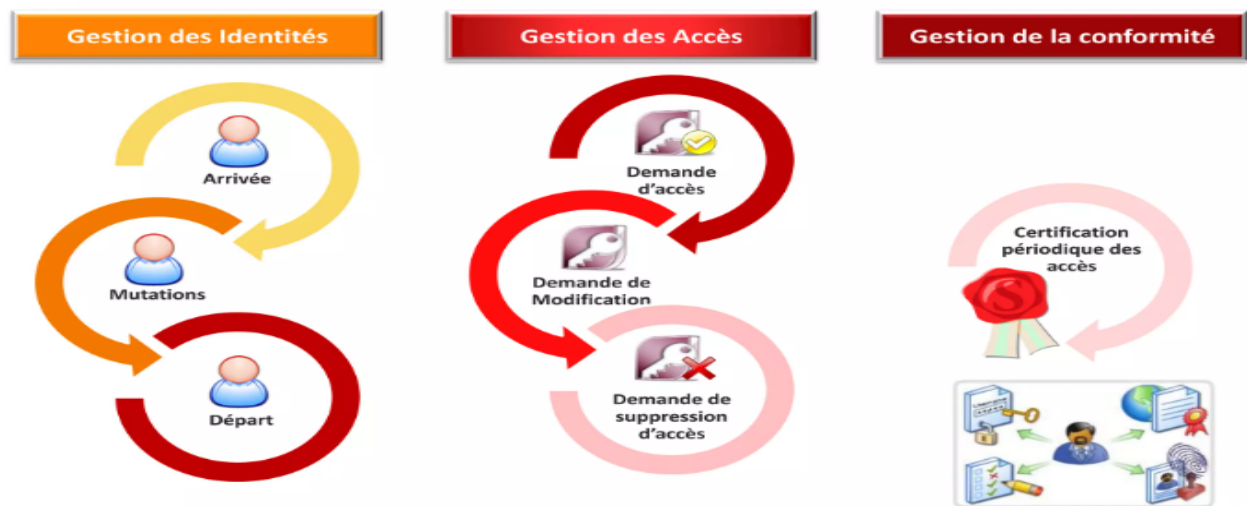 Gestion des Identités
Arrivée
Mutations
Départ
Gestion des Accès
Demande
d'accès
Demande de
Modification
Demande de
suppression
d'accès
Gestion de la conformité
Certification
périodique des
accès
S